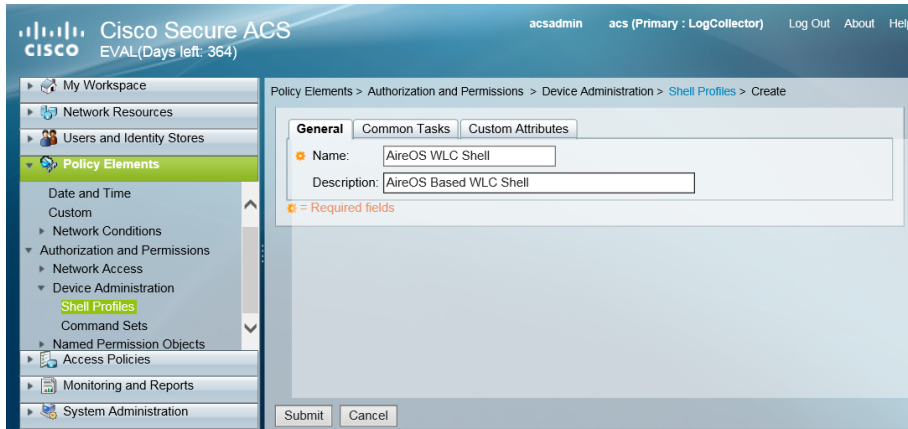 CISCO
Cisco Secure ACS
EVAL(Days left: 364)
acsadmin acs (Primary : LogCollector) Log Out About Help
My Workspace
Network Resources
Users and Identity Stores
Policy Elements
Date and Time
Custom
Network Conditions
Authorization and Permissions
Network Access
Device Administration
Shell Profiles
Command Sets
Named Permission Objects
Access Policies
Monitoring and Reports
System Administration
Policy Elements > Authorization and Permissions > Device Administration > Shell Profiles > Create
General Common Tasks Custom Attributes
Name: AireOS WLC Shell
Description: AireOS Based WLC Shell
= Required fields
Submit Cancel